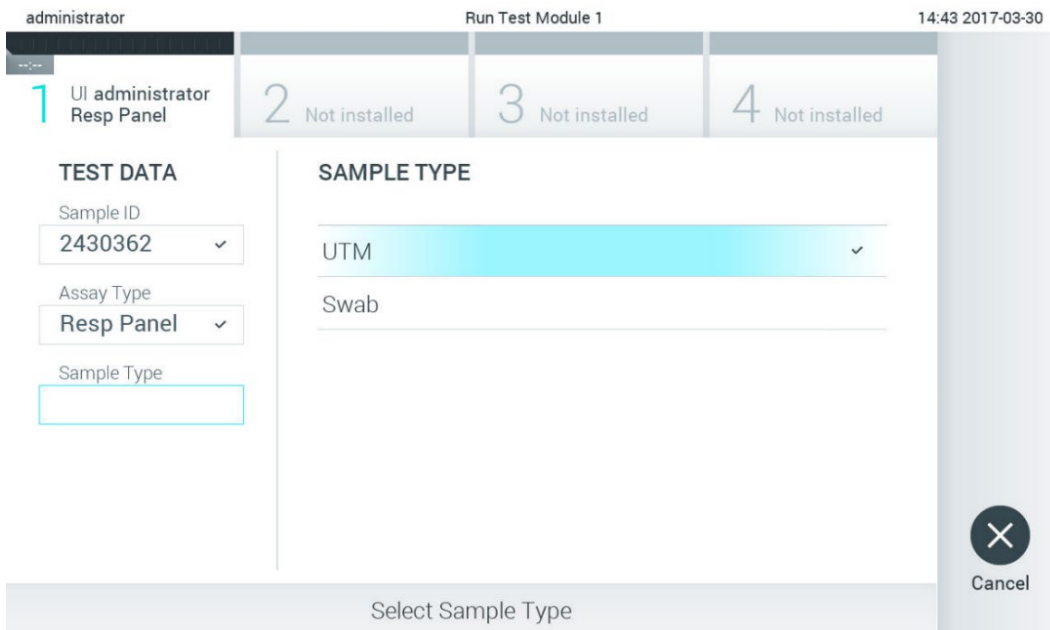 administrator Run Test Module 1 14:43 2017-03-30
--:--
1 UI administrator
Resp Panel
2 Not installed
3 Not installed
4 Not installed
TEST DATA
Sample ID
2430362
Assay Type
Resp Panel
Sample Type
SAMPLE TYPE
UTM
Swab
Cancel
Select Sample Type